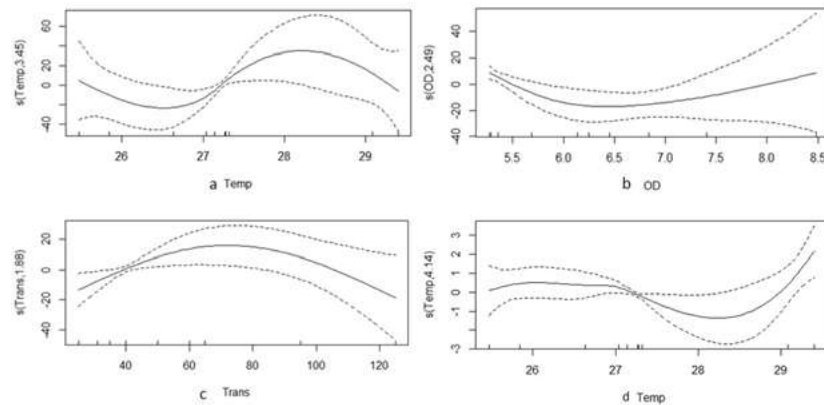 s(Temp,3.45)
-40 0 20 60
26 27 28 29
a Temp
s(OD,2.49)
-40 -20 0 20 40
5.5 6.0 6.5 7.0 7.5 8.0 8.5
b OD
s(Trans,1.88)
-40 -20 0 20
40 60 80 100 120
c Trans
s(Temp,4.14)
-3 -1 0 1 2 3
26 27 28 29
d Temp